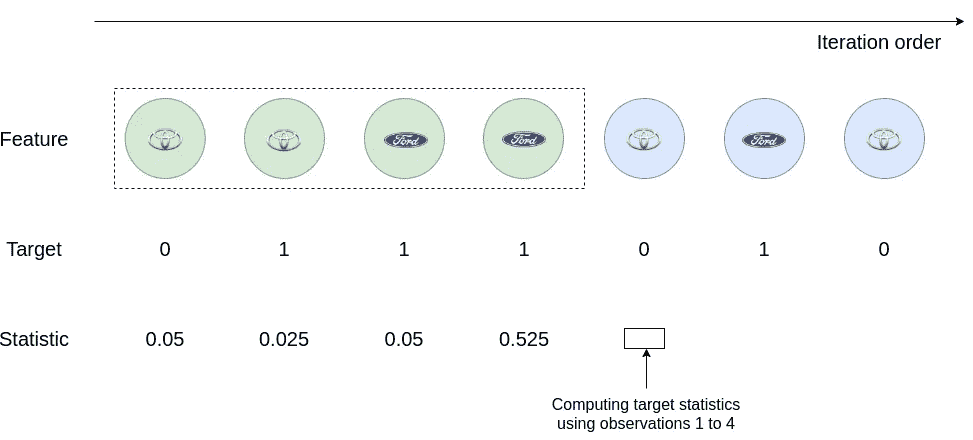 Iteration order
Feature
Ford Ford Ford
Target 0 1 1 1 0 1 0
Statistic 0.05 0.025 0.05 0.525
Computing target statistics
using observations 1 to 4